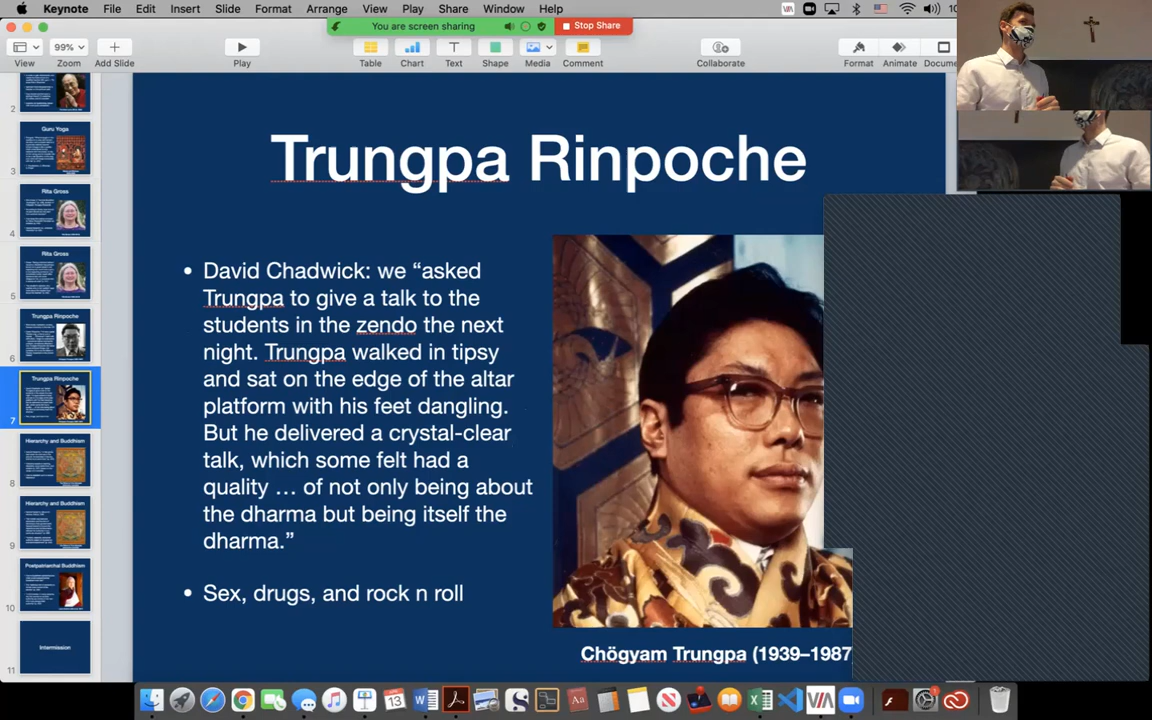 Keynote File Edit Insert Slide Format Arrange View Play Share Window Help
You are screen sharing Stop Share
99%
View Zoom Add Slide Play Table Chart Text Shape Media Comment Collaborate Format Animate Docume
2
Guru Yoga
3
Rita Gross
4
Rita Gross
5
Trungpa Rinpoche
6
Trungpa Rinpoche
7
Hierarchy and Buddhism
8
Hierarchy and Buddhism
9
Postpatriarchal Buddhism
10
Intermission
11
Trungpa Rinpoche
• David Chadwick: we “asked
Trungpa to give a talk to the
students in the zendo the next
night. Trungpa walked in tipsy
and sat on the edge of the altar
platform with his feet dangling.
But he delivered a crystal-clear
talk, which some felt had a
quality … of not only being about
the dharma but being itself the
dharma.”
• Sex, drugs, and rock n roll
Chögyam Trungpa (1939–1987
13
VIA